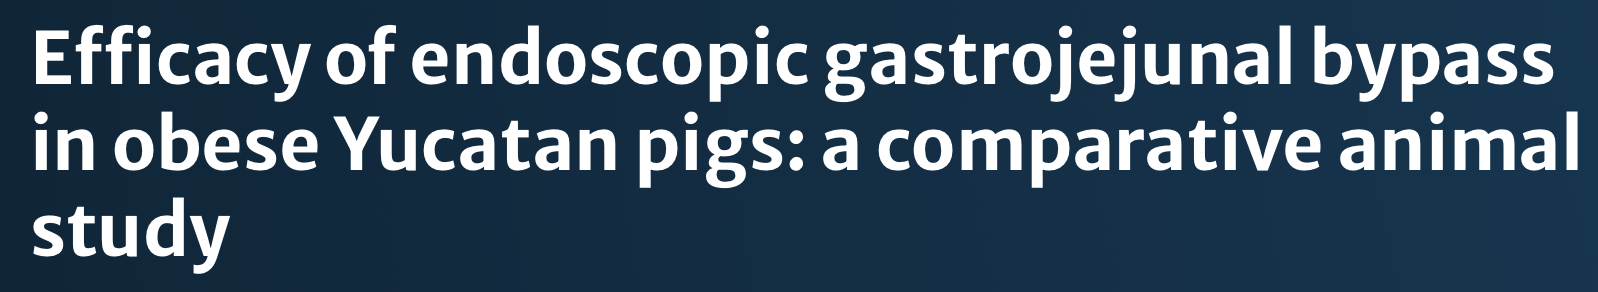 Efficacy of endoscopic gastrojejunal bypass
in obese Yucatan pigs: a comparative animal
study